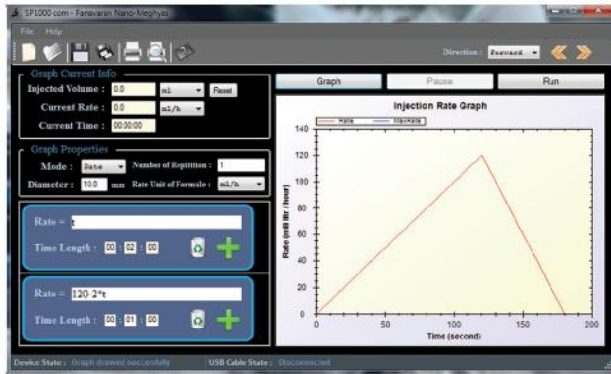 SP1000 com - Fanavaran Nano-Meghyas
File Help
Direction : Forward
Graph Current Info
Injected Volume : 0.0 ml Reset
Current Rate : 0.0 ml/h
Current Time : 00:00:00
Graph Properties
Mode : Rate Number of Repitition : 1
Diameter : 10.0 mm Rate Unit of Formule : ml/h
Rate = t
Time Length : 00 : 02 : 00
Rate = 120-2*t
Time Length : 00 : 01 : 00
Graph Pause Run
Injection Rate Graph
Rate MaxRate
Rate (mili litr / hour)
140
120
100
80
60
40
20
0
0 50 100 150 200
Time (second)
Device State : Graph drawed successfully USB Cable State : Disconnected